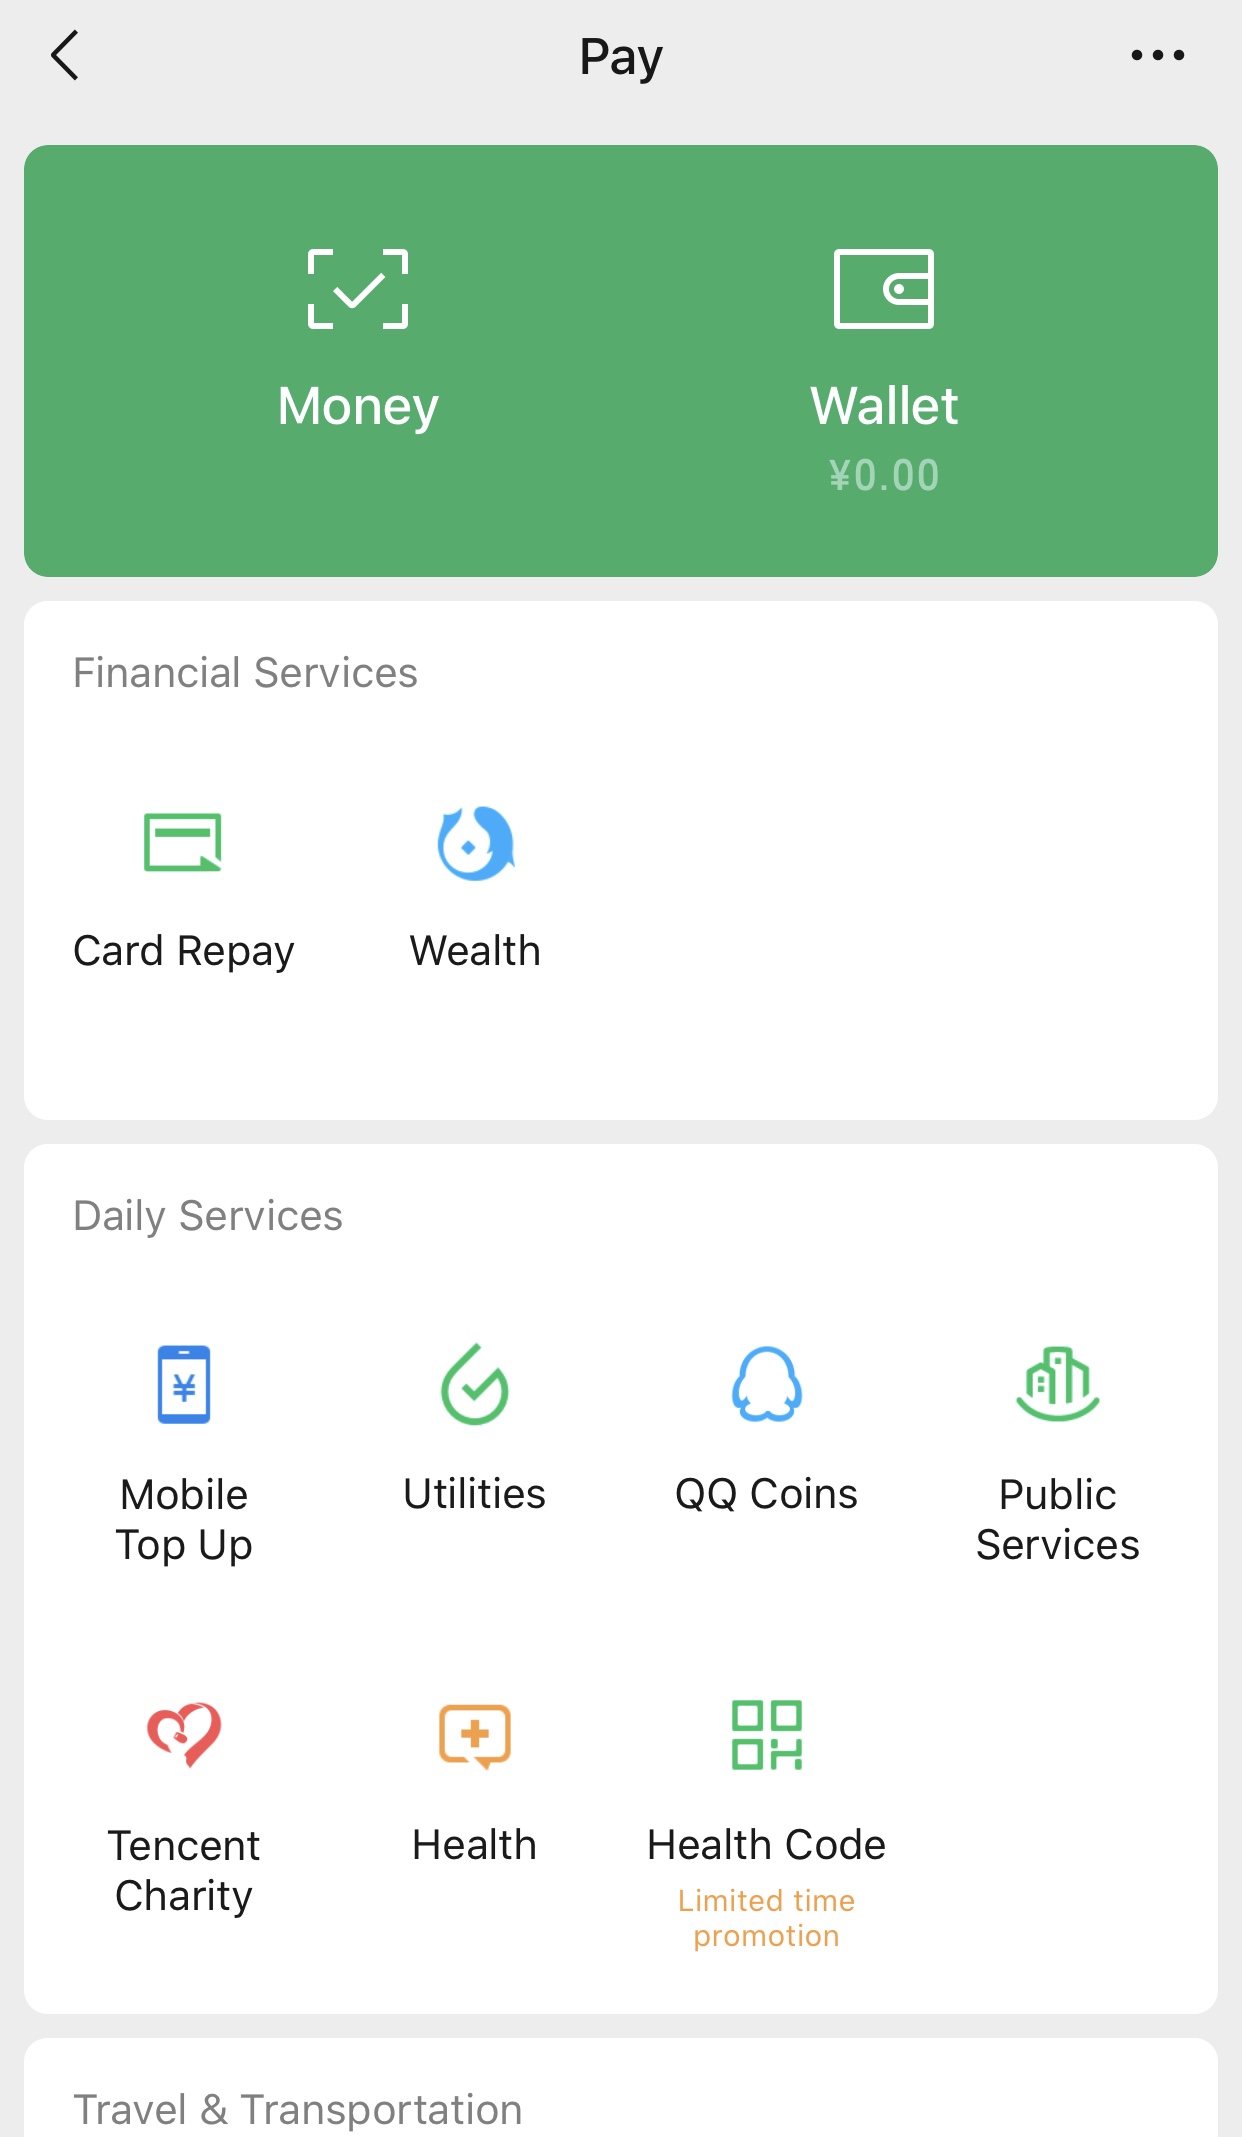 Pay
Money
Wallet
¥0.00
Financial Services
Card Repay
Wealth
Daily Services
Mobile
Top Up
Utilities
QQ Coins
Public
Services
Tencent
Charity
Health
Health Code
Limited time
promotion
Travel & Transportation